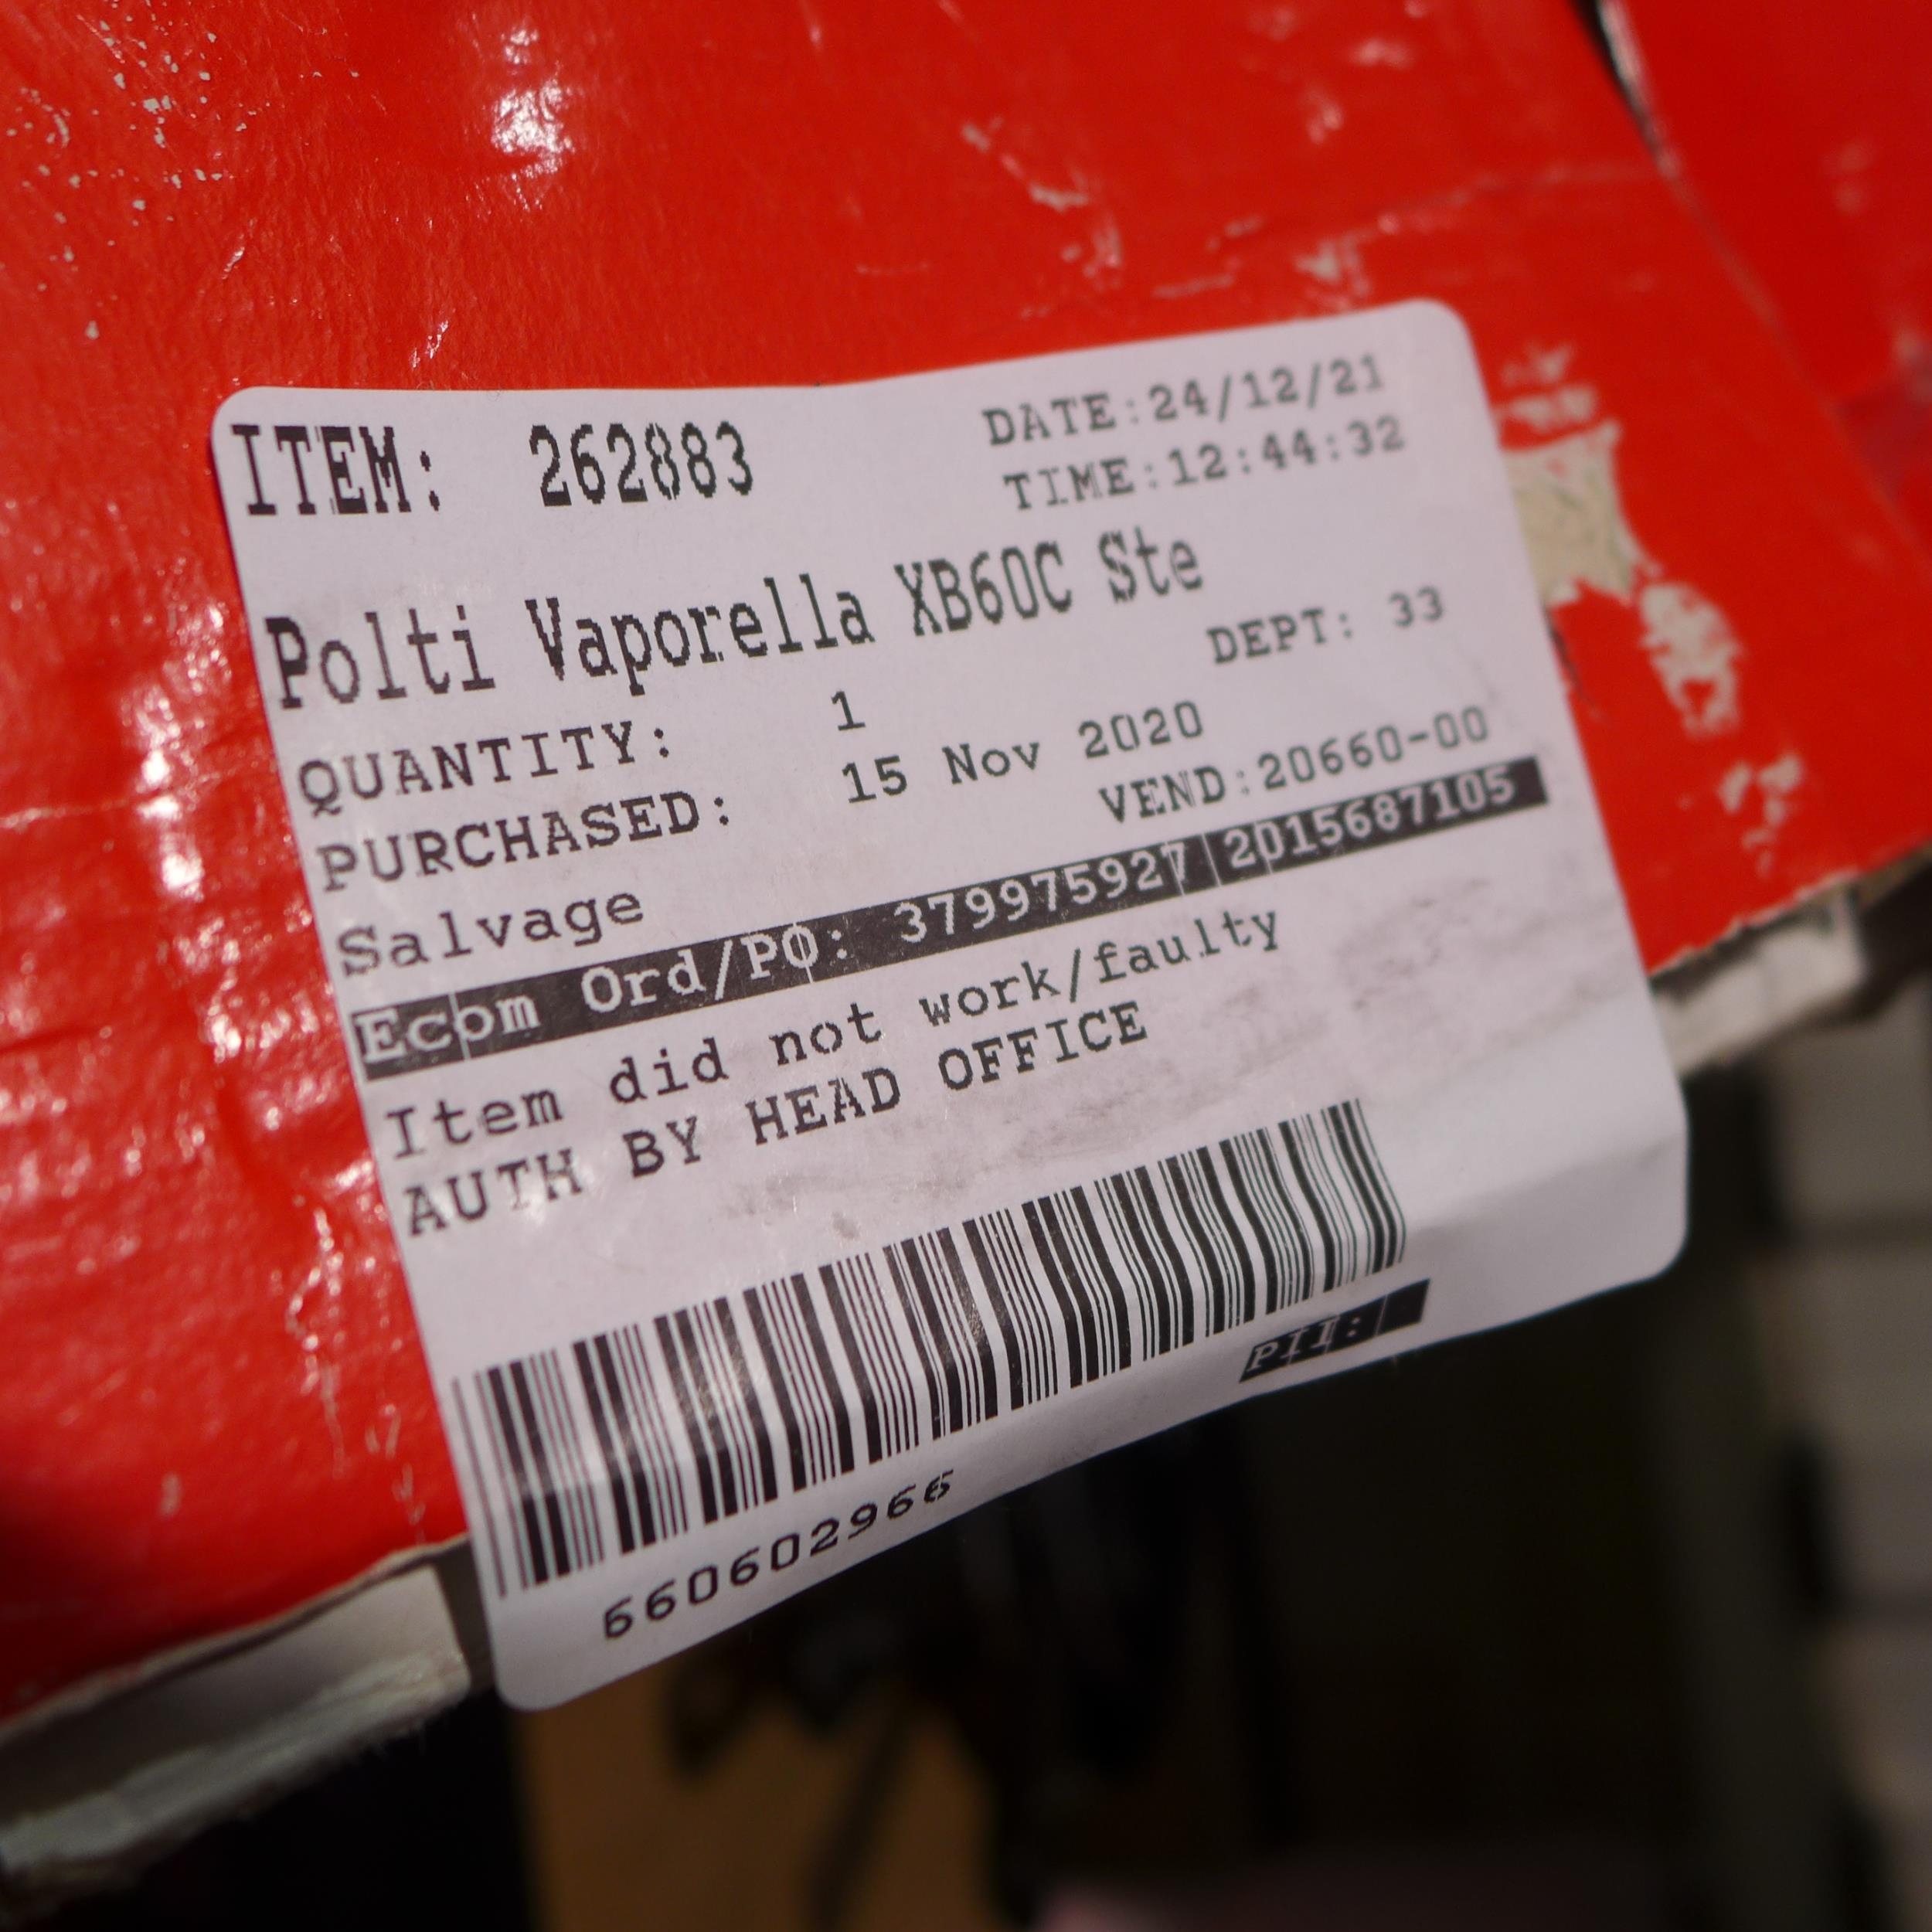 ITEM: 262883
DATE:24/12/21
TIME:12:44:32
Polti Vaporella XB60C Ste
DEPT: 33
QUANTITY: 1
PURCHASED: 15 Nov 2020
VEND:20660-00
Salvage
Ecom Ord/PO: 379975927 2015687105
Item did not work/faulty
AUTH BY HEAD OFFICE
PII:
660602966